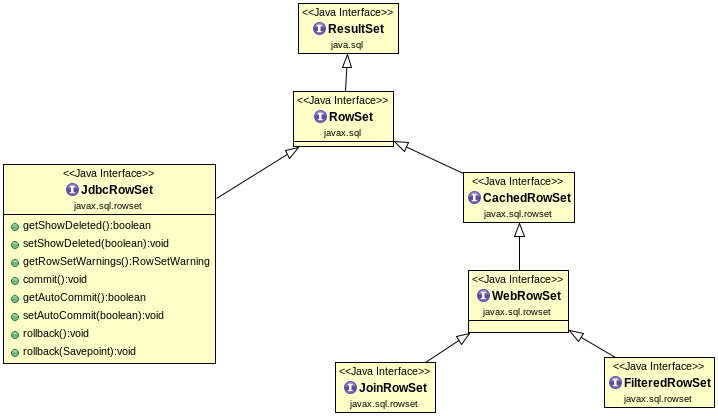 <<Java Interface>>
ResultSet
java.sql
<<Java Interface>>
RowSet
javax.sql
<<Java Interface>>
JdbcRowSet
javax.sql.rowset
getShowDeleted():boolean
setShowDeleted(boolean):void
getRowSetWarnings():RowSetWarning
commit():void
getAutoCommit():boolean
setAutoCommit(boolean):void
rollback():void
rollback(Savepoint):void
<<Java Interface>>
CachedRowSet
javax.sql.rowset
<<Java Interface>>
WebRowSet
javax.sql.rowset
<<Java Interface>>
JoinRowSet
javax.sql.rowset
<<Java Interface>>
FilteredRowSet
javax.sql.rowset